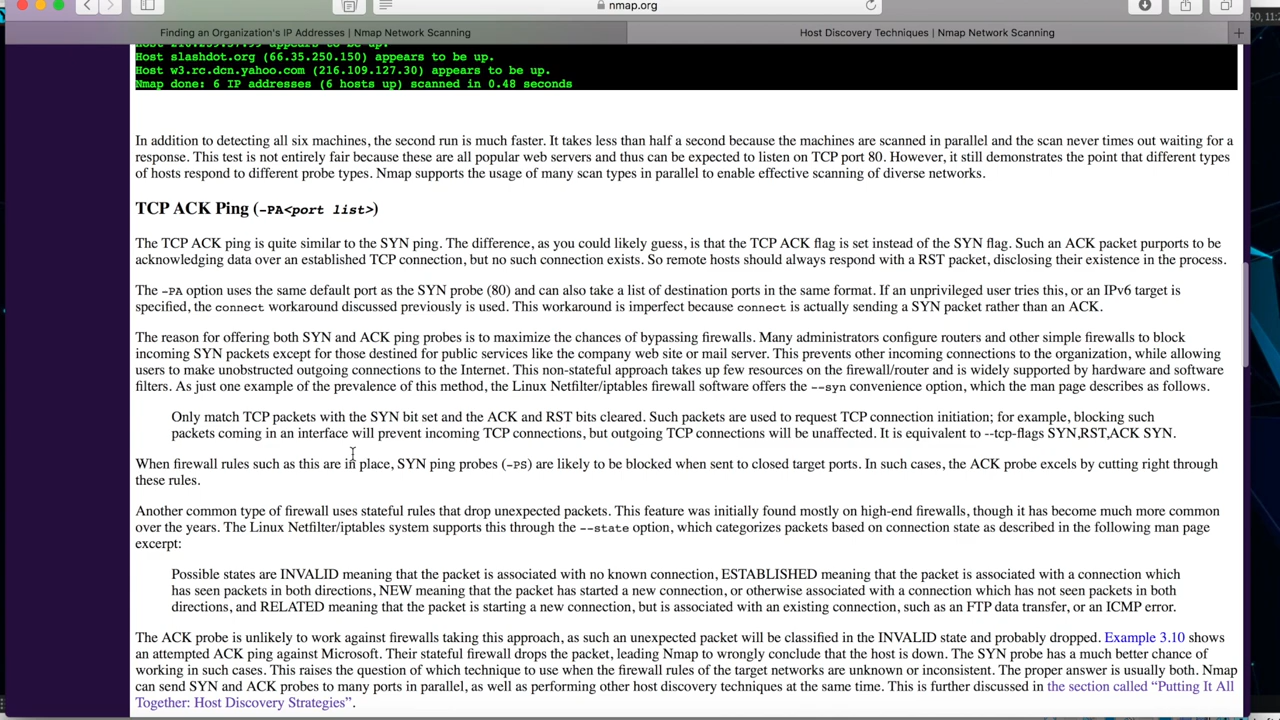 nmap.org
Finding an Organization's IP Addresses | Nmap Network Scanning
Host Discovery Techniques | Nmap Network Scanning
appears to be up.
Host slashdot.org (66.35.250.150) appears to be up.
Host w3.rc.dcn.yahoo.com (216.109.127.30) appears to be up.
Nmap done: 6 IP addresses (6 hosts up) scanned in 0.48 seconds
In addition to detecting all six machines, the second run is much faster. It takes less than half a second because the machines are scanned in parallel and the scan never times out waiting for a
response. This test is not entirely fair because these are all popular web servers and thus can be expected to listen on TCP port 80. However, it still demonstrates the point that different types
of hosts respond to different probe types. Nmap supports the usage of many scan types in parallel to enable effective scanning of diverse networks.
TCP ACK Ping (-PA<port list>)
The TCP ACK ping is quite similar to the SYN ping. The difference, as you could likely guess, is that the TCP ACK flag is set instead of the SYN flag. Such an ACK packet purports to be
acknowledging data over an established TCP connection, but no such connection exists. So remote hosts should always respond with a RST packet, disclosing their existence in the process.
The -PA option uses the same default port as the SYN probe (80) and can also take a list of destination ports in the same format. If an unprivileged user tries this, or an IPv6 target is
specified, the connect workaround discussed previously is used. This workaround is imperfect because connect is actually sending a SYN packet rather than an ACK.
The reason for offering both SYN and ACK ping probes is to maximize the chances of bypassing firewalls. Many administrators configure routers and other simple firewalls to block
incoming SYN packets except for those destined for public services like the company web site or mail server. This prevents other incoming connections to the organization, while allowing
users to make unobstructed outgoing connections to the Internet. This non-stateful approach takes up few resources on the firewall/router and is widely supported by hardware and software
filters. As just one example of the prevalence of this method, the Linux Netfilter/iptables firewall software offers the --syn convenience option, which the man page describes as follows.
Only match TCP packets with the SYN bit set and the ACK and RST bits cleared. Such packets are used to request TCP connection initiation; for example, blocking such
packets coming in an interface will prevent incoming TCP connections, but outgoing TCP connections will be unaffected. It is equivalent to --tcp-flags SYN,RST,ACK SYN.
When firewall rules such as this are in place, SYN ping probes (-PS) are likely to be blocked when sent to closed target ports. In such cases, the ACK probe excels by cutting right through
these rules.
Another common type of firewall uses stateful rules that drop unexpected packets. This feature was initially found mostly on high-end firewalls, though it has become much more common
over the years. The Linux Netfilter/iptables system supports this through the --state option, which categorizes packets based on connection state as described in the following man page
excerpt:
Possible states are INVALID meaning that the packet is associated with no known connection, ESTABLISHED meaning that the packet is associated with a connection which
has seen packets in both directions, NEW meaning that the packet has started a new connection, or otherwise associated with a connection which has not seen packets in both
directions, and RELATED meaning that the packet is starting a new connection, but is associated with an existing connection, such as an FTP data transfer, or an ICMP error.
The ACK probe is unlikely to work against firewalls taking this approach, as such an unexpected packet will be classified in the INVALID state and probably dropped. Example 3.10 shows
an attempted ACK ping against Microsoft. Their stateful firewall drops the packet, leading Nmap to wrongly conclude that the host is down. The SYN probe has a much better chance of
working in such cases. This raises the question of which technique to use when the firewall rules of the target networks are unknown or inconsistent. The proper answer is usually both. Nmap
can send SYN and ACK probes to many ports in parallel, as well as performing other host discovery techniques at the same time. This is further discussed in the section called “Putting It All
Together: Host Discovery Strategies”.